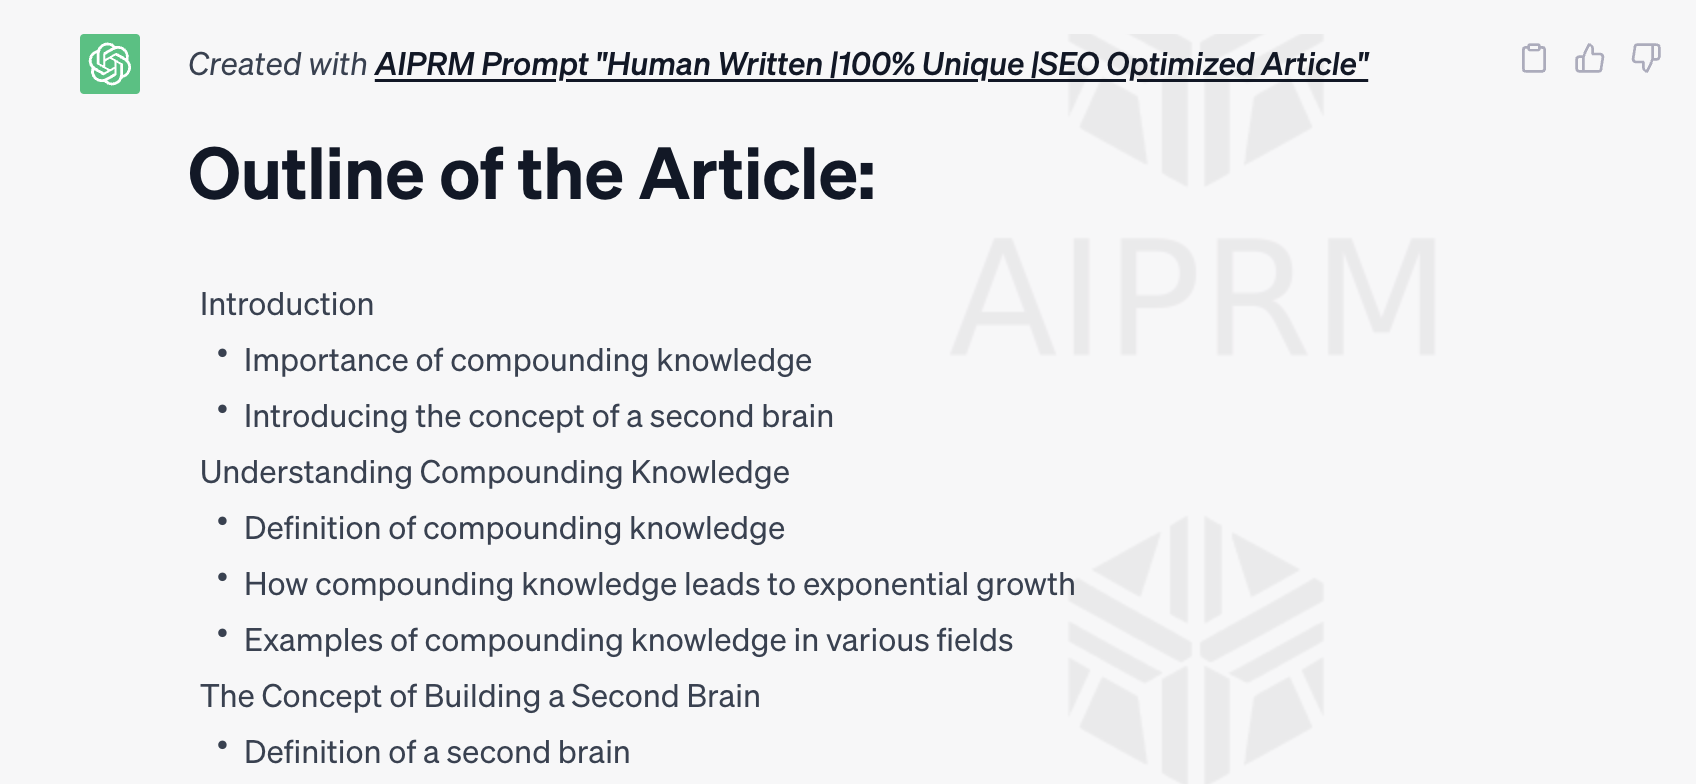 Created with AIPRM Prompt "Human Written |100% Unique |SEO Optimized Article"
Outline of the Article:
AIPRM
Introduction
• Importance of compounding knowledge
• Introducing the concept of a second brain
Understanding Compounding Knowledge
• Definition of compounding knowledge
• How compounding knowledge leads to exponential growth
• Examples of compounding knowledge in various fields
The Concept of Building a Second Brain
• Definition of a second brain